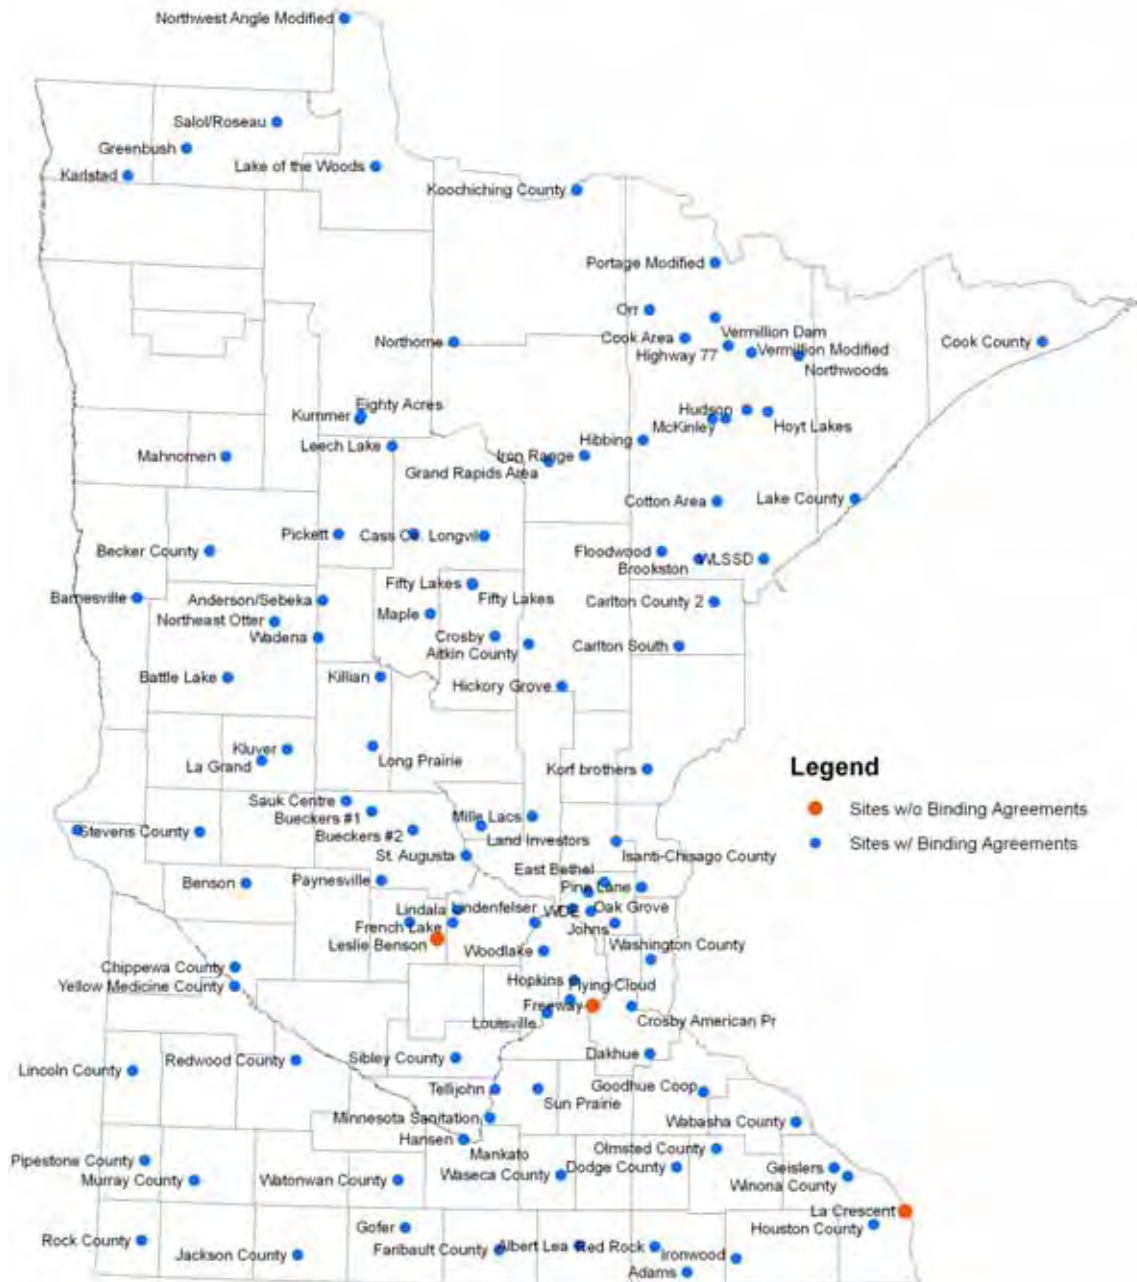 Northwest Angle Modified
Salol/Roseau
Greenbush
Lake of the Woods
Karlstad
Koochiching County
Portage Modified
Orr
Vermillion Dam
Cook Area
Northome
Highway 77
Vermillion Modified
Cook County
Northwoods
Eighty Acres
Kummer
Hudson
McKinley
Hoyt Lakes
Leech Lake
Hibbing
Mahnomen
Iron Range
Grand Rapids Area
Cotton Area
Lake County
Pickett
Cass Co.
Longvill
Becker County
Floodwood
Brookston
WLSSD
Fifty Lakes
Fifty Lakes
Barnesville
Anderson/Sebeka
Carlton County 2
Maple
Northeast Otter
Wadena
Crosby
Aitkin County
Carlton South
Battle Lake
Killian
Hickory Grove
Kluver
La Grand
Long Prairie
Korf brothers
Legend
Sites w/o Binding Agreements
Sites w/ Binding Agreements
Sauk Centre
Bueckers #1
Bueckers #2
Mille Lacs
Stevens County
Land Investors
St. Augusta
Isanti-Chisago County
East Bethel
Benson
Paynesville
Pine Lane
Lindala
Lindenfelser
WDE
Oak Grove
French Lake
Johns
Leslie Benson
Woodlake
Washington County
Chippewa County
Yellow Medicine County
Hopkins
Flying Cloud
Freeway
Louisville
Crosby American Pr
Dakhue
Sibley County
Redwood County
Lincoln County
Tellijohn
Sun Prairie
Goodhue Coop
Minnesota Sanitation
Wabasha County
Hansen
Mankato
Olmsted County
Pipestone County
Murray County
Watonwan County
Waseca County
Dodge County
Geislers
Winona County
La Crescent
Houston County
Gofer
Rock County
Jackson County
Faribault County
Albert Lea
Red Rock
Ironwood
Adams